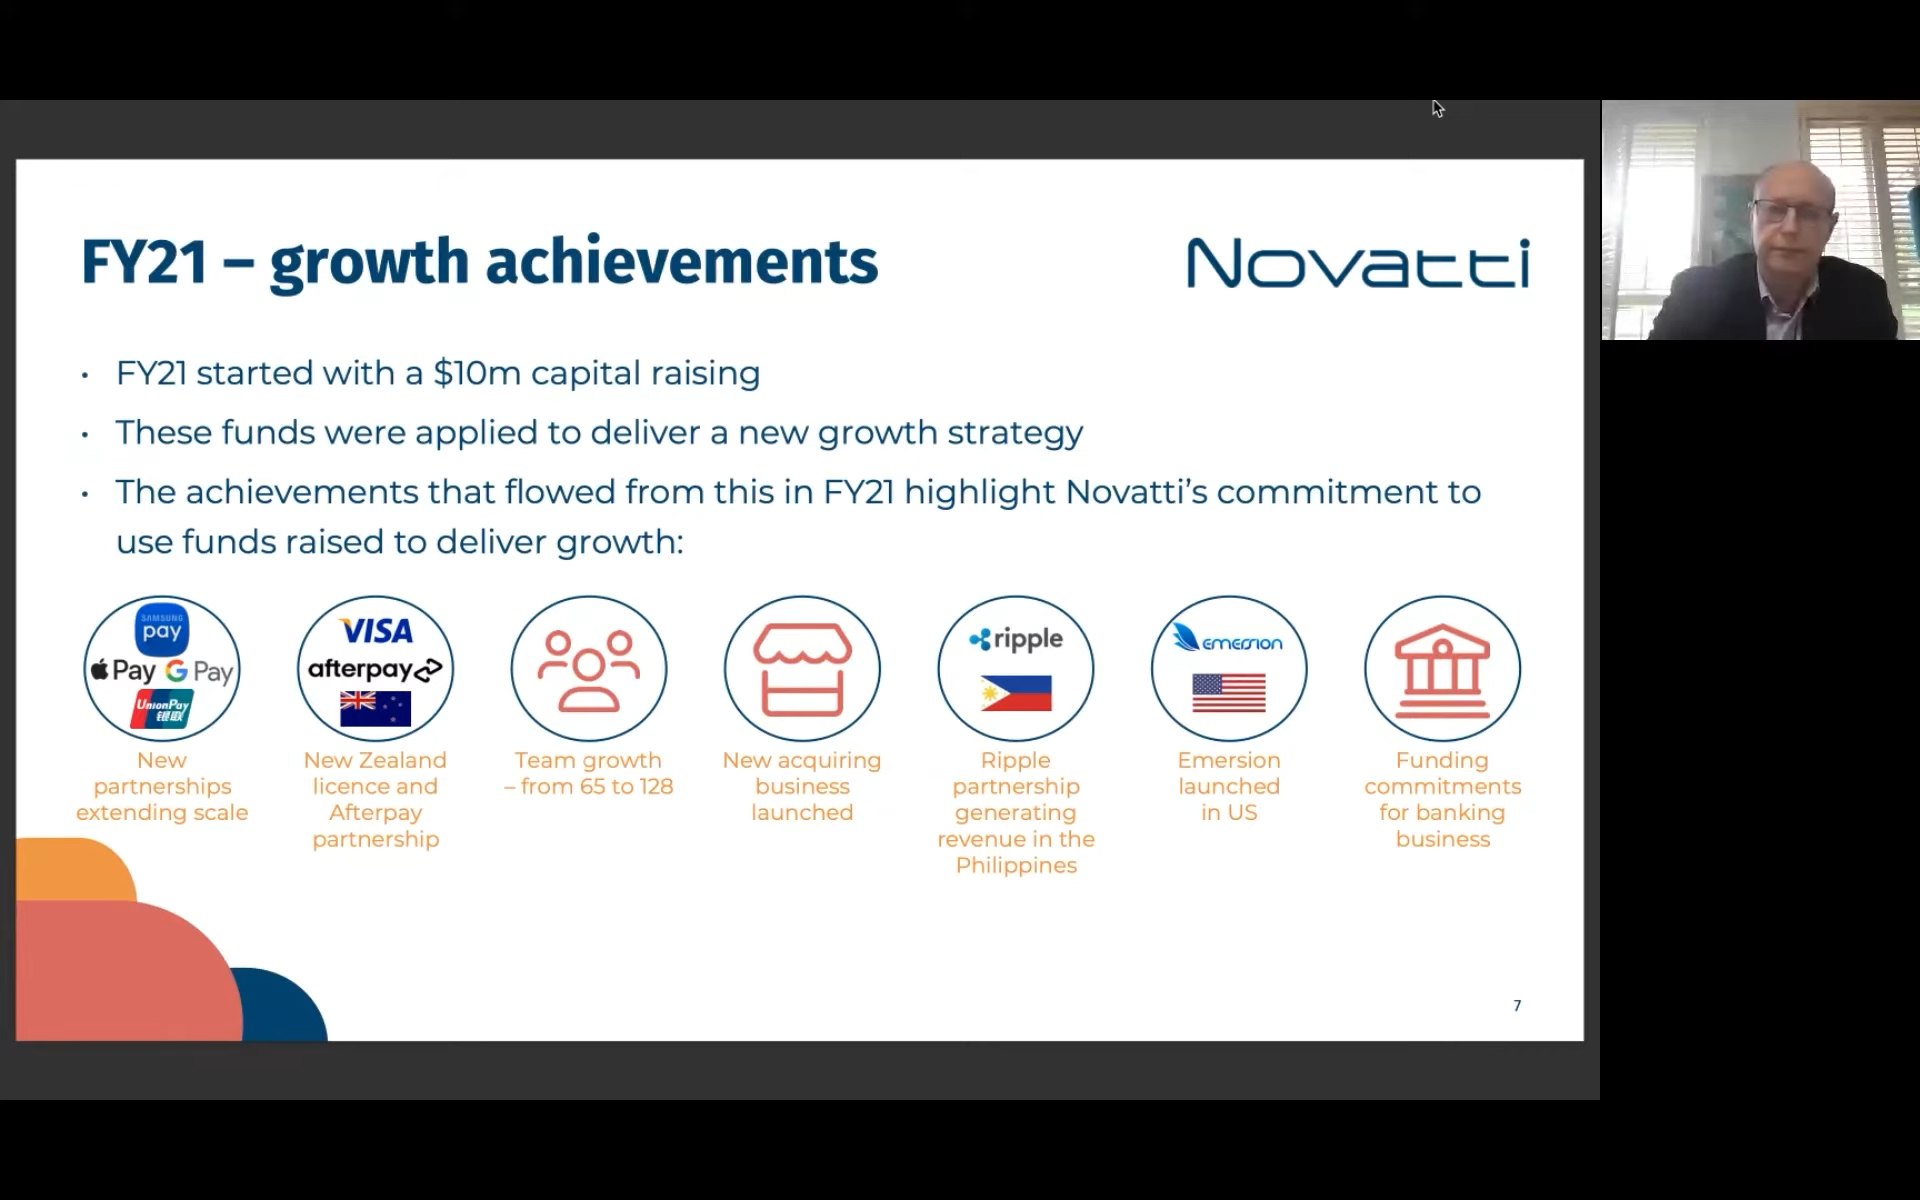 FY21 – growth achievements
Novatti
• FY21 started with a $10m capital raising
• These funds were applied to deliver a new growth strategy
• The achievements that flowed from this in FY21 highlight Novatti’s commitment to
use funds raised to deliver growth:
SAMSUNG
pay
Pay G Pay
UnionPay
银联
New
partnerships
extending scale
VISA
afterpay
New Zealand
licence and
Afterpay
partnership
Team growth
– from 65 to 128
New acquiring
business
launched
ripple
Ripple
partnership
generating
revenue in the
Philippines
EMERSION
Emersion
launched
in US
Funding
commitments
for banking
business
7